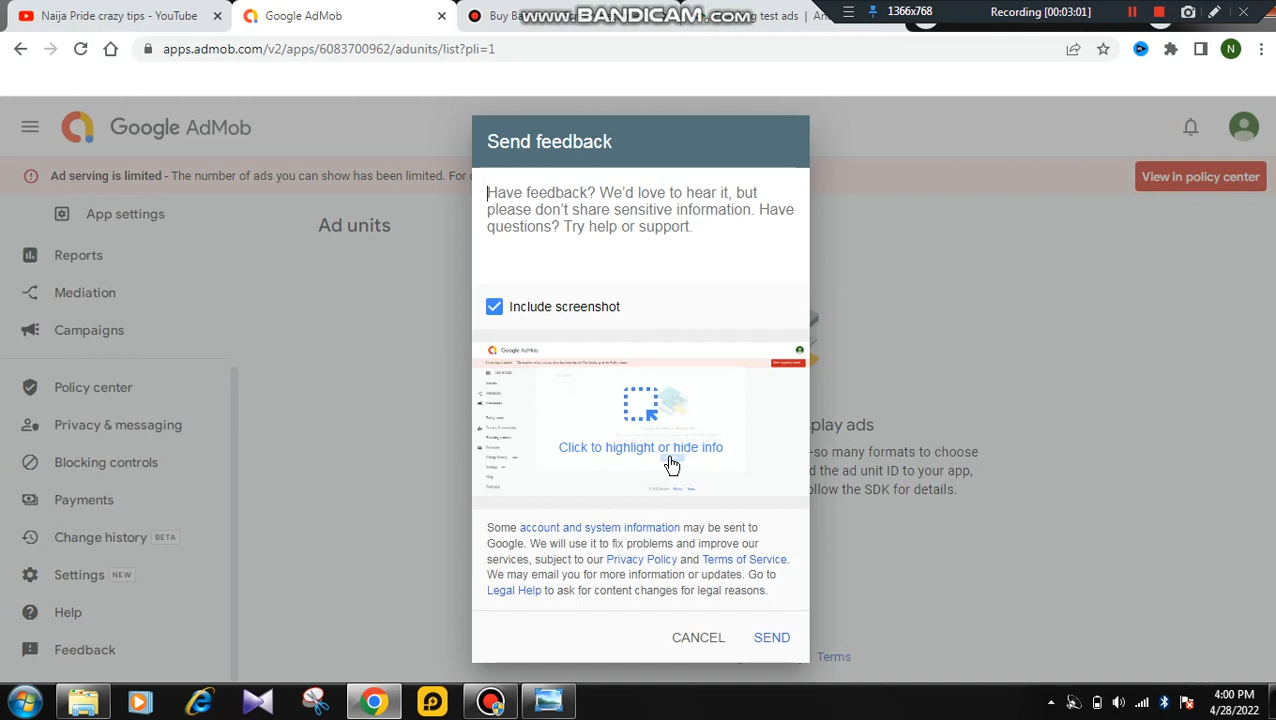 Naija Pride crazy tips - YouTube
Google AdMob
Buy Ba
www.BANDICAM.com
ng test ads | An
1366x768
Recording [00:03:01]
apps.admob.com/v2/apps/6083700962/adunits/list?pli=1
N
Google AdMob
Ad serving is limited - The number of ads you can show has been limited. For
View in policy center
App settings
Reports
Mediation
Campaigns
Policy center
Privacy & messaging
Blocking controls
Payments
Change history BETA
Settings NEW
Help
Feedback
Ad units
Send feedback
Have feedback? We'd love to hear it, but
please don't share sensitive information. Have
questions? Try help or support.
Include screenshot
Google AdMob
Click to highlight or hide info
Some account and system information may be sent to
Google. We will use it to fix problems and improve our
services, subject to our Privacy Policy and Terms of Service.
We may email you for more information or updates. Go to
Legal Help to ask for content changes for legal reasons.
CANCEL
SEND
play ads
-so many formats to choose
d the ad unit ID to your app,
llow the SDK for details.
Terms
4:00 PM
4/28/2022